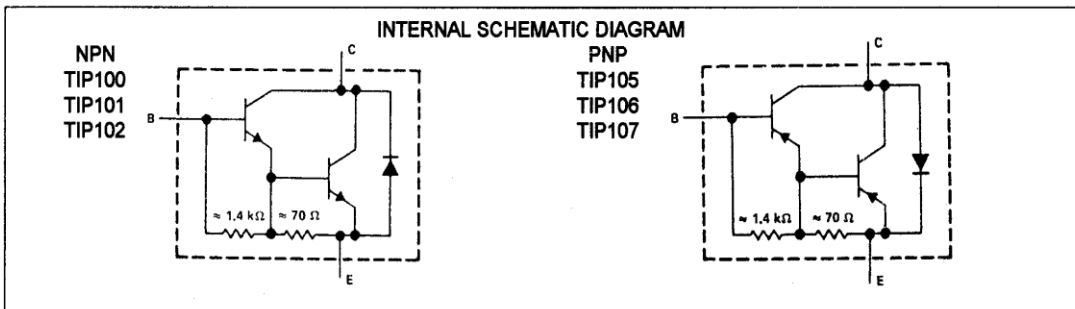 INTERNAL SCHEMATIC DIAGRAM
NPN
TIP100
TIP101
TIP102
C
B
≈ 1,4 kΩ ≈ 70 Ω
E
PNP
TIP105
TIP106
TIP107
C
B
≈ 1,4 kΩ ≈ 70 Ω
E